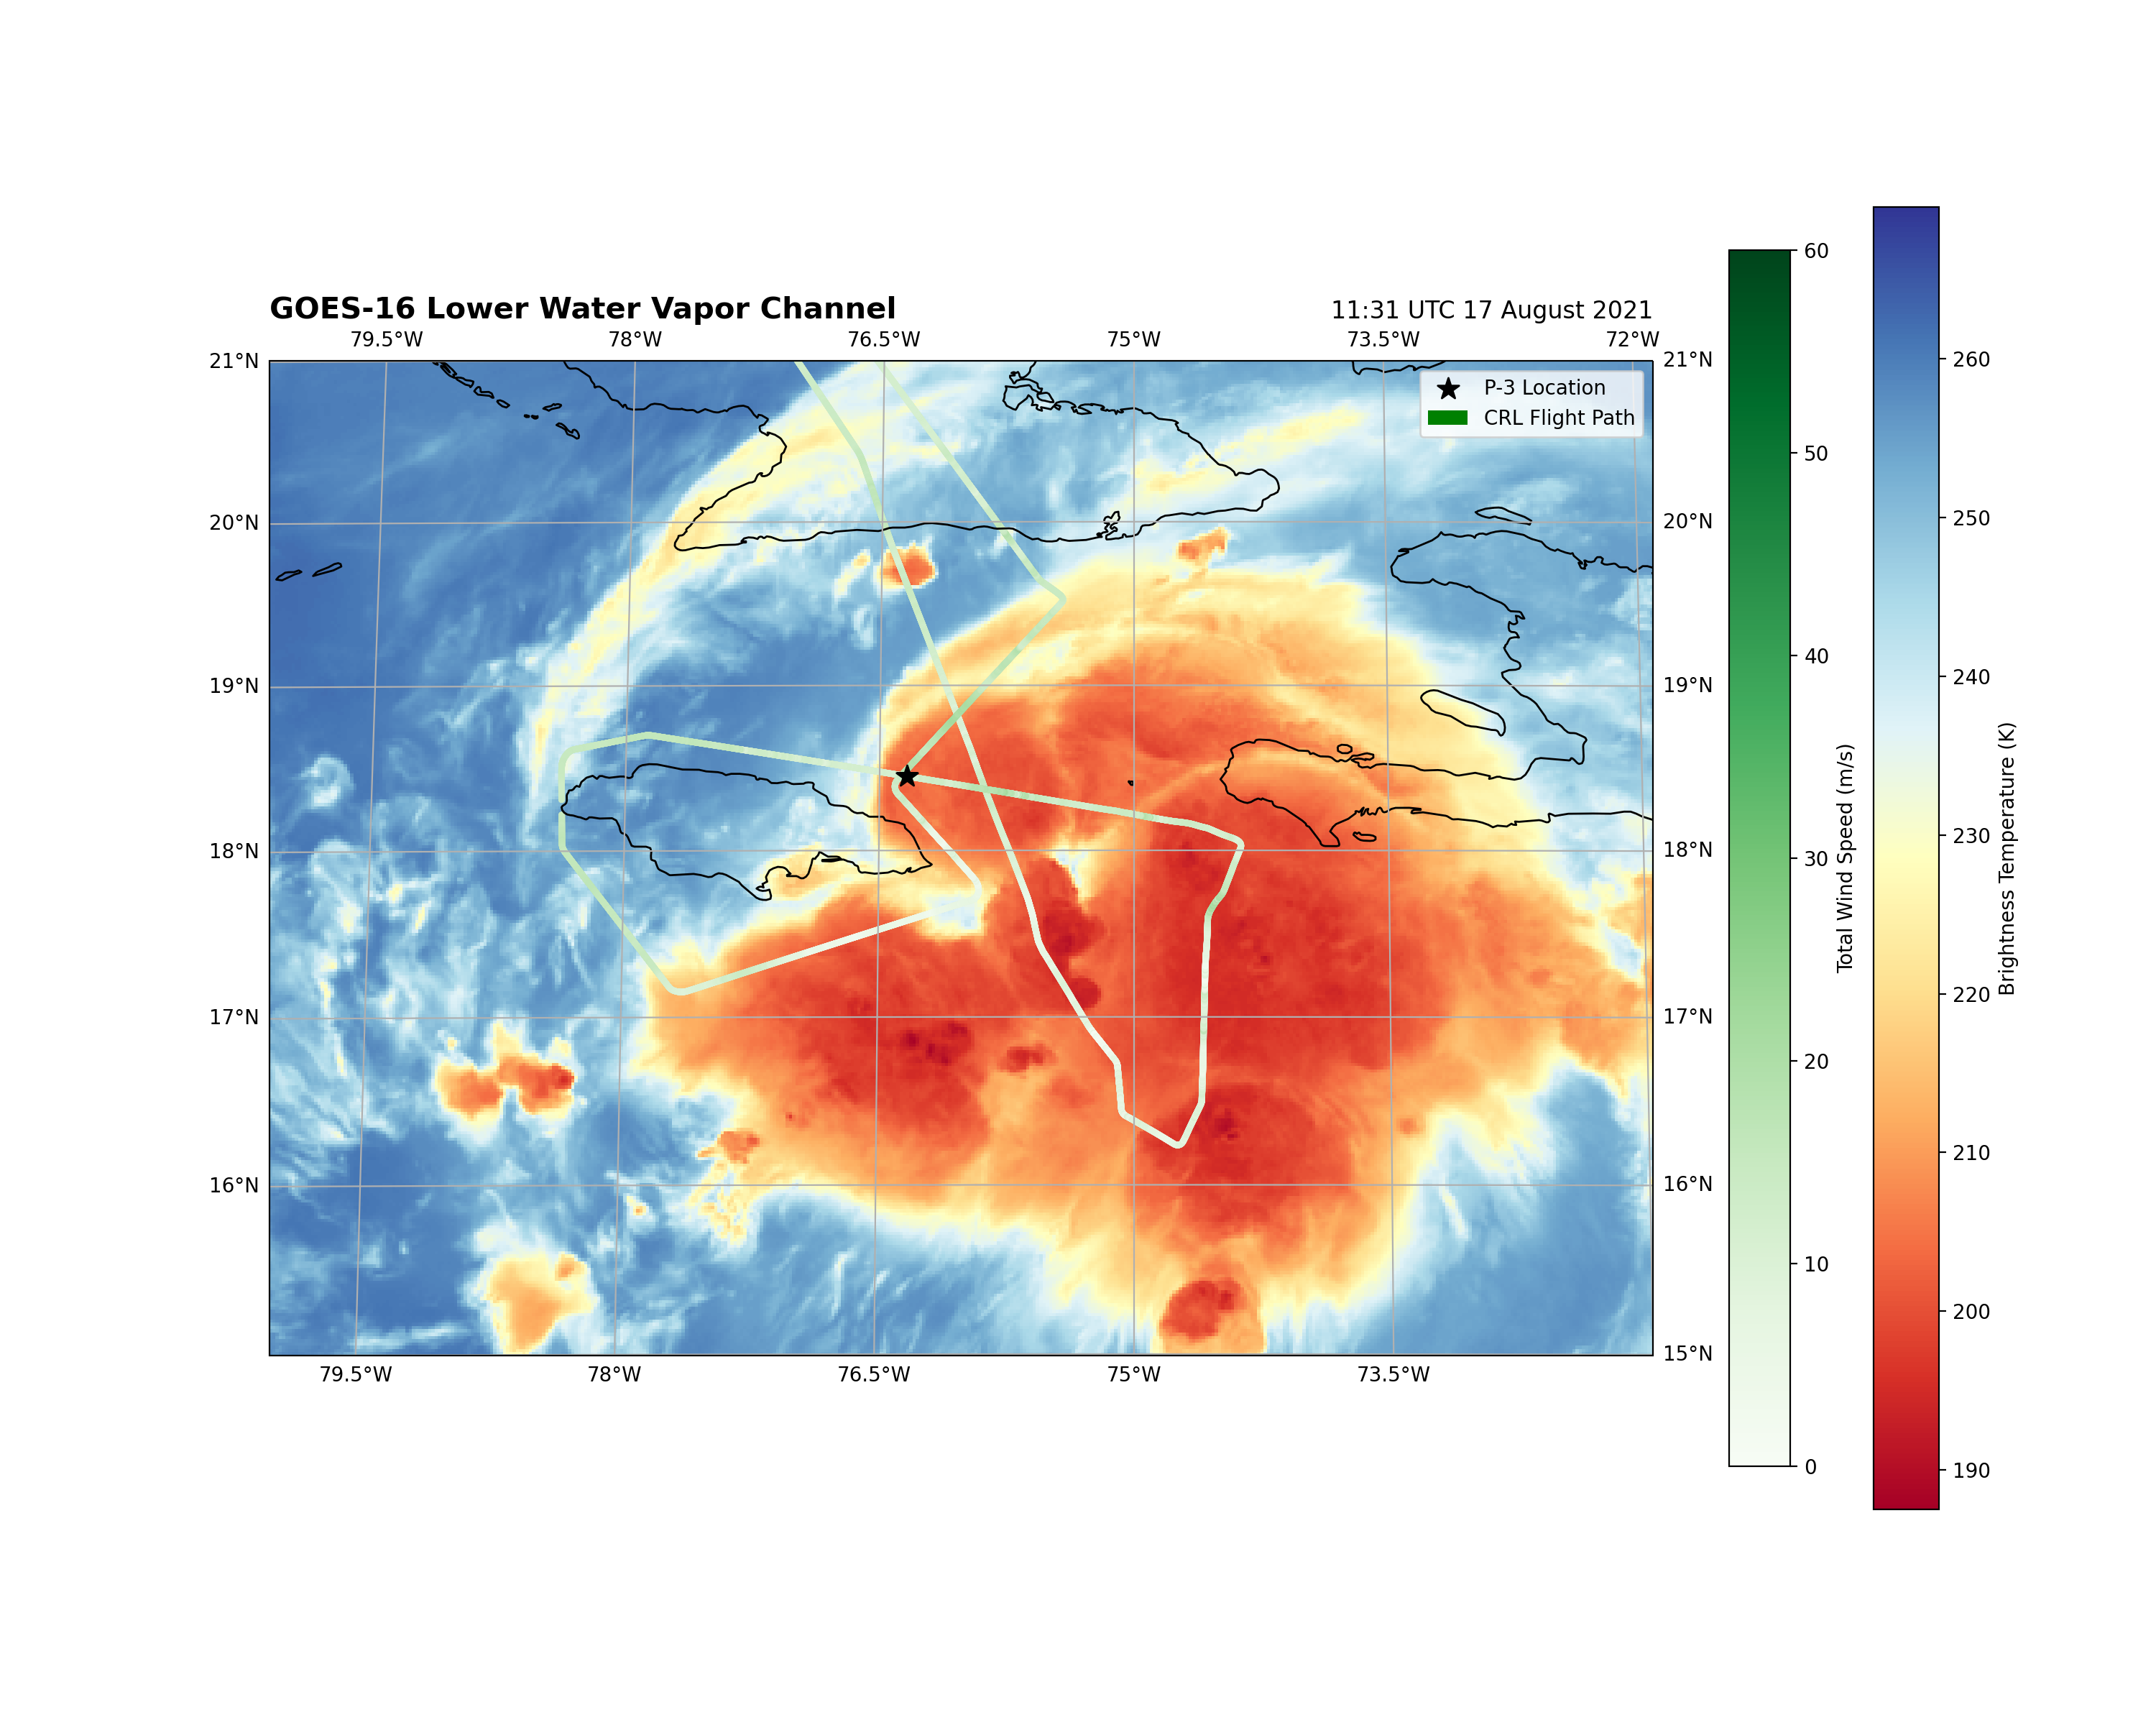 GOES-16 Lower Water Vapor Channel
11:31 UTC 17 August 2021
79.5°W 78°W 76.5°W 75°W 73.5°W 72°W
21°N
20°N
19°N
18°N
17°N
16°N
P-3 Location
CRL Flight Path
21°N
20°N
19°N
18°N
17°N
16°N
15°N
79.5°W 78°W 76.5°W 75°W 73.5°W
60
50
40
30
20
10
0
Total Wind Speed (m/s)
260
250
240
230
220
210
200
190
Brightness Temperature (K)